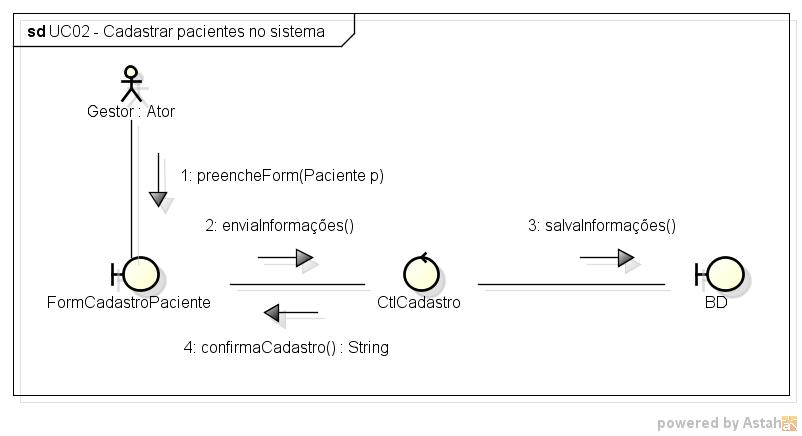 sd UC02 - Cadastrar pacientes no sistema
Gestor : Ator
1: preencheForm(Paciente p)
2: enviaInformações()
3: salvaInformações()
FormCadastroPaciente
CtlCadastro
BD
4: confirmaCadastro() : String
powered by Astah